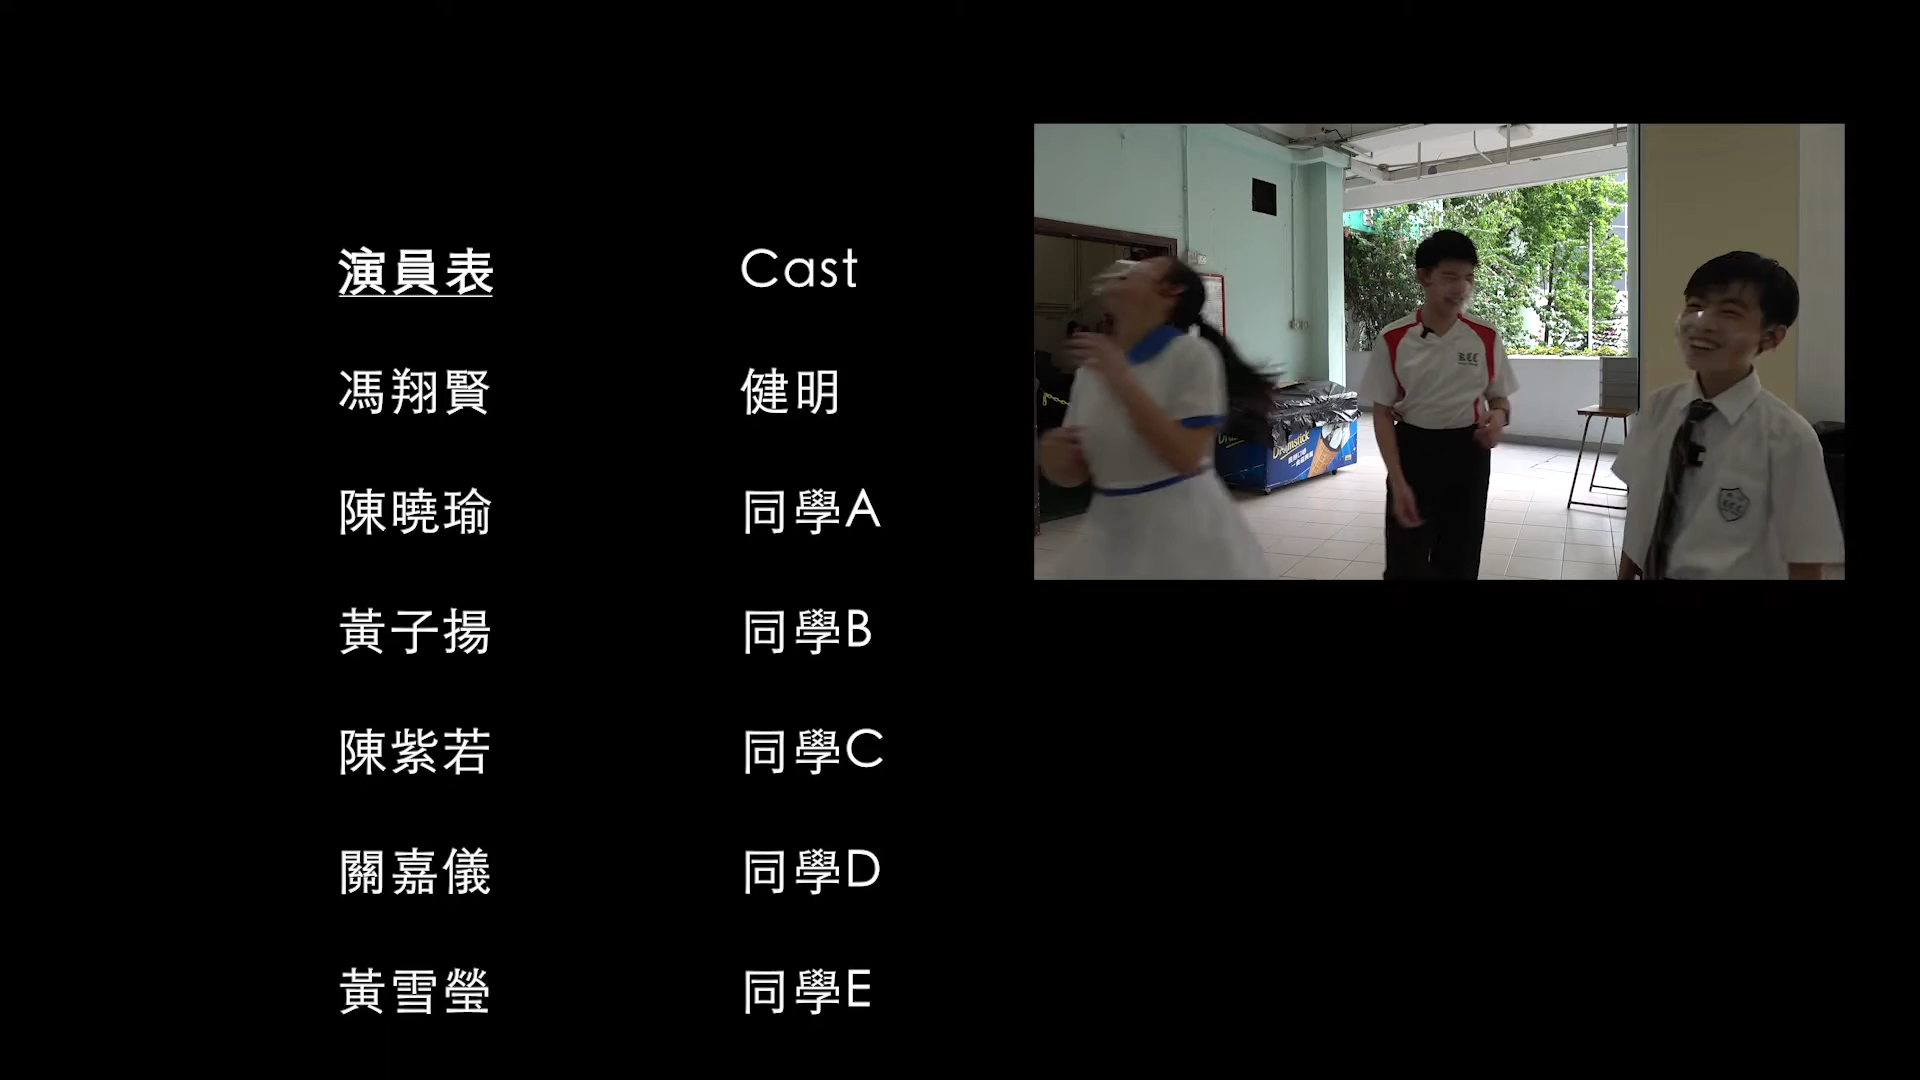 演員表 Cast
馮翔賢 健明
陳曉瑜 同學A
黃子揚 同學B
陳紫若 同學C
關嘉儀 同學D
黃雪瑩 同學E
Drumstick